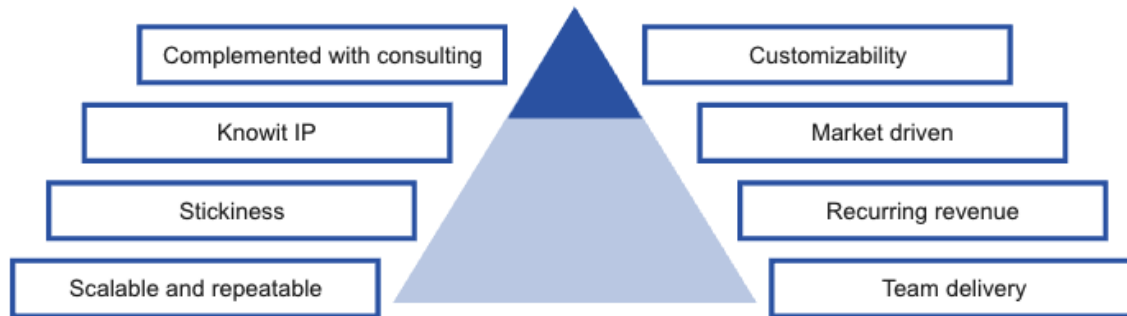 Complemented with consulting
Customizability
Knowit IP
Market driven
Stickiness
Recurring revenue
Scalable and repeatable
Team delivery